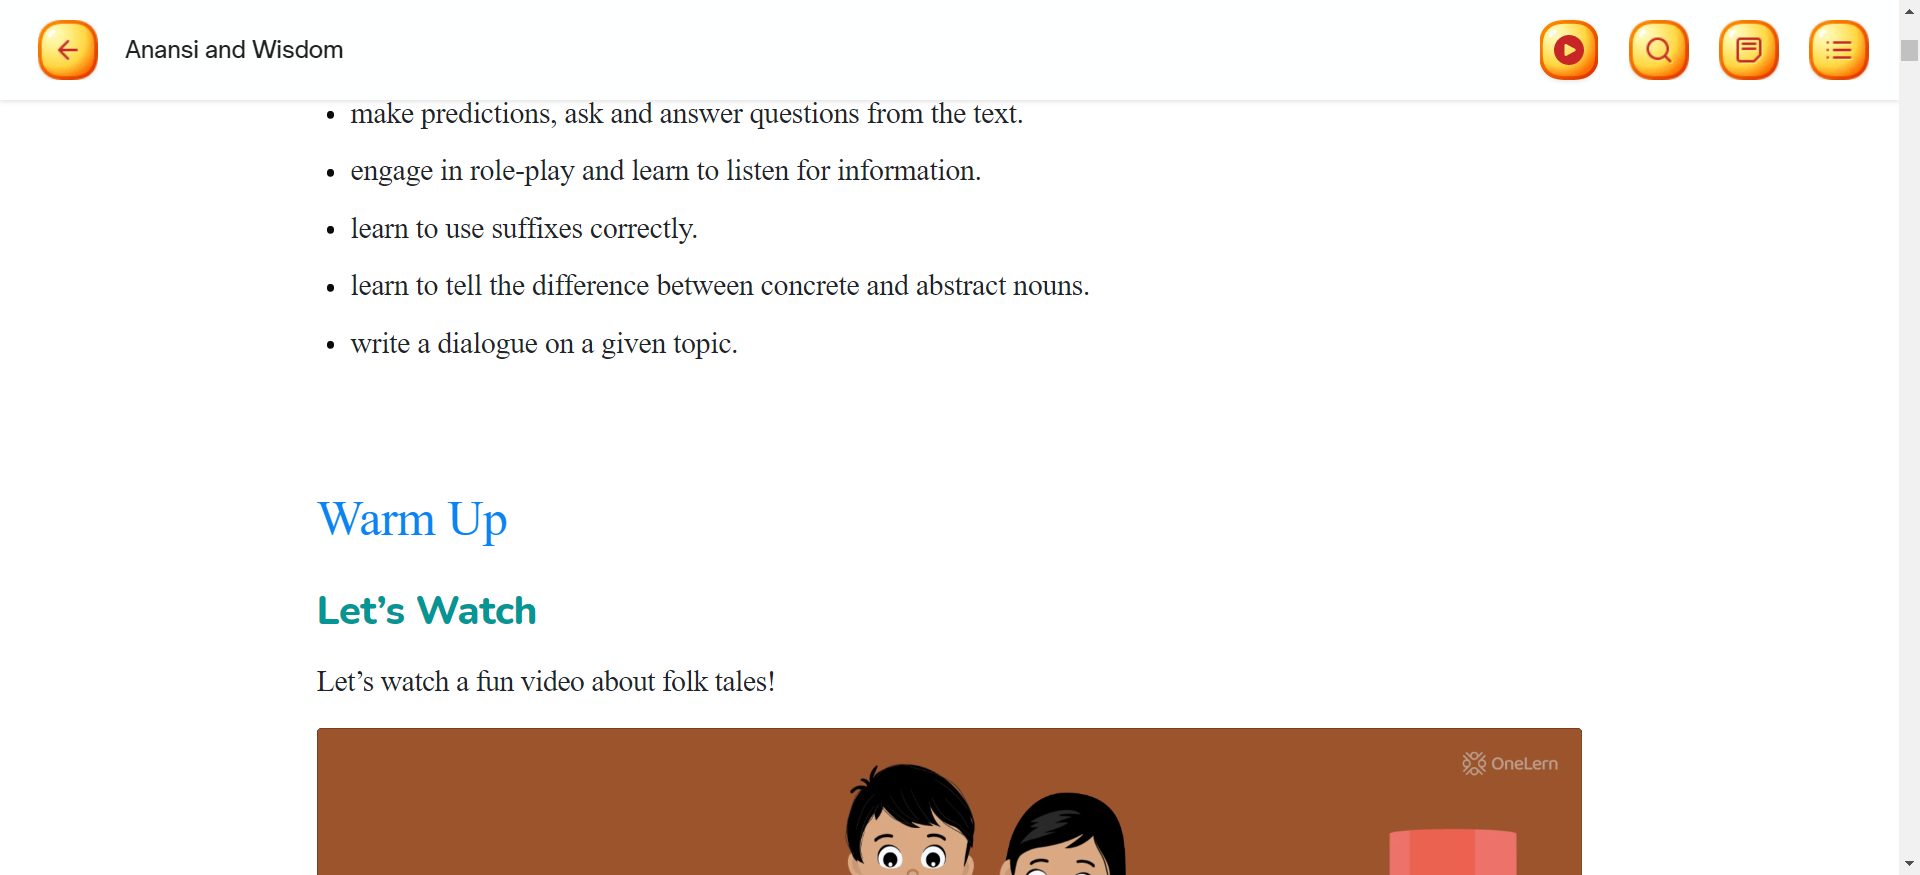 Anansi and Wisdom
make predictions, ask and answer questions from the text.
engage in role-play and learn to listen for information.
learn to use suffixes correctly.
learn to tell the difference between concrete and abstract nouns.
write a dialogue on a given topic.
Warm Up
Let’s Watch
Let’s watch a fun video about folk tales!
OneLern